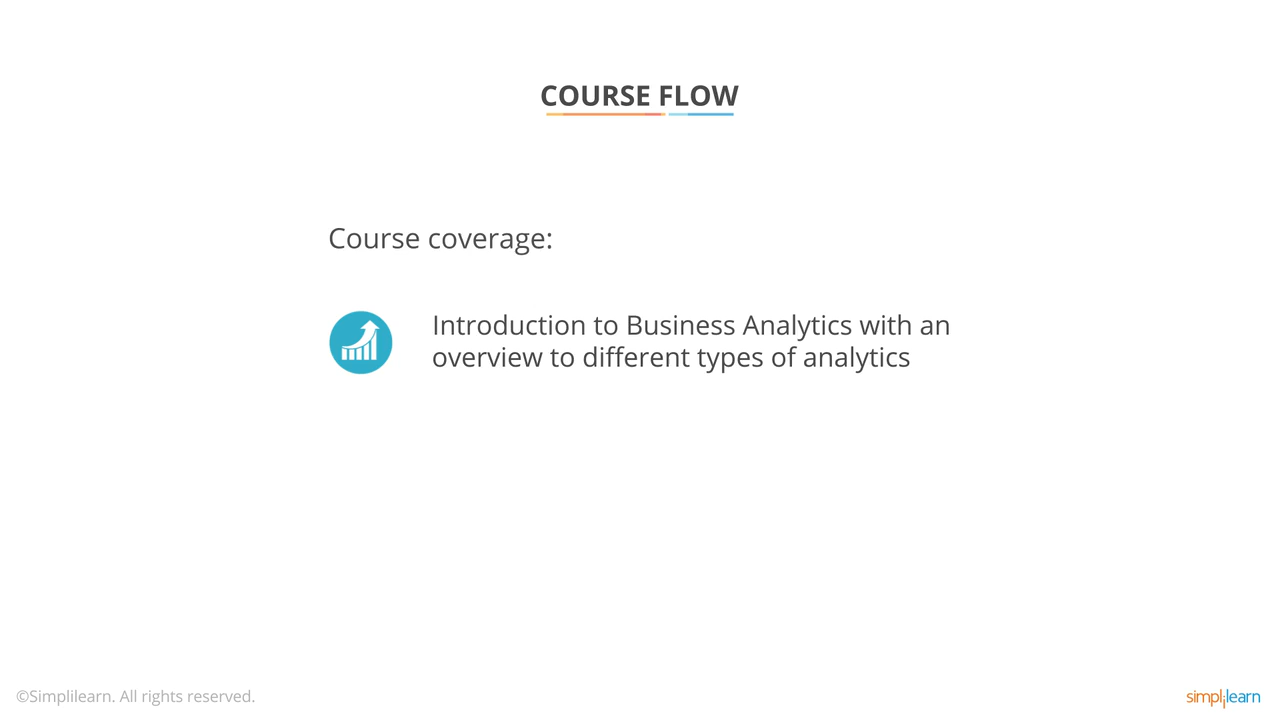 COURSE FLOW
Course coverage:
Introduction to Business Analytics with an
overview to different types of analytics
©Simplilearn. All rights reserved.
simplilearn